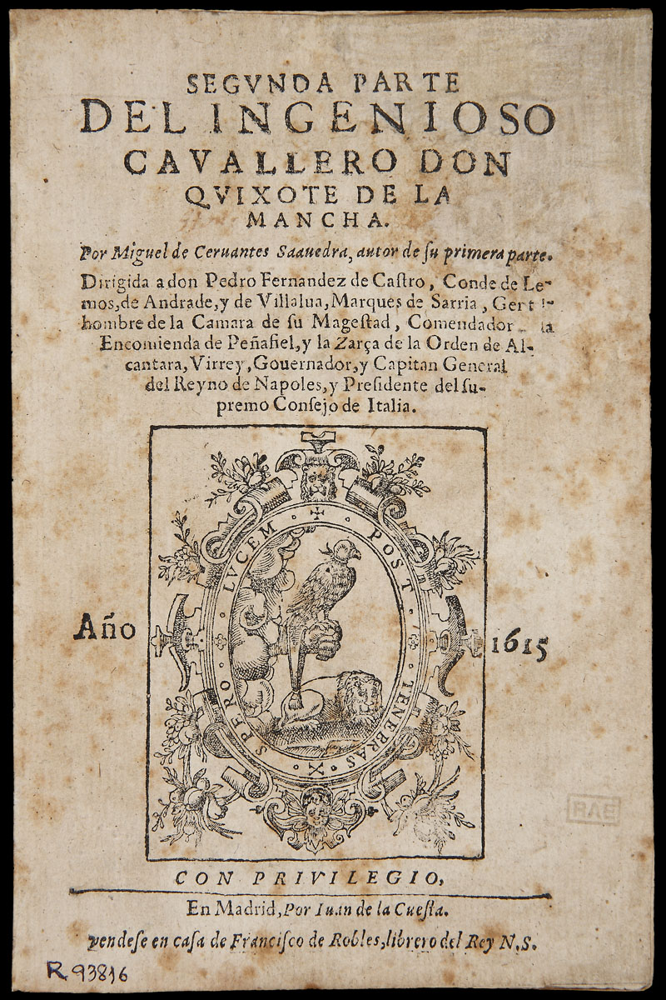 SEGVNDA PARTE
DEL INGENIOSO
CAVALLERO DON
QVIXOTE DE LA
MANCHA.
Por Miguel de Ceruantes Saauedra, autor de ſu primera parte.
Dirigida a don Pedro Fernandez de Caſtro, Conde de Le-
mos, de Andrade, y de Villalua, Marques de Sarria,
hombre de la Camara de ſu Mageſtad, Comendador
Encomienda de Peñafiel, y la Zarça de la Orden de Al-
cantara, Virrey, Gouernador, y Capitan General
del Reyno de Napoles, y Preſidente del ſu-
premo Conſejo de Italia.
SPERO LVCEM POST TENEBRAS
Año 1615
RAE
CON PRIVILEGIO,
En Madrid, Por Iuan de la Cueſta.
vendeſe en caſa de Franciſco de Robles, librero del Rey N.S.
R 93816